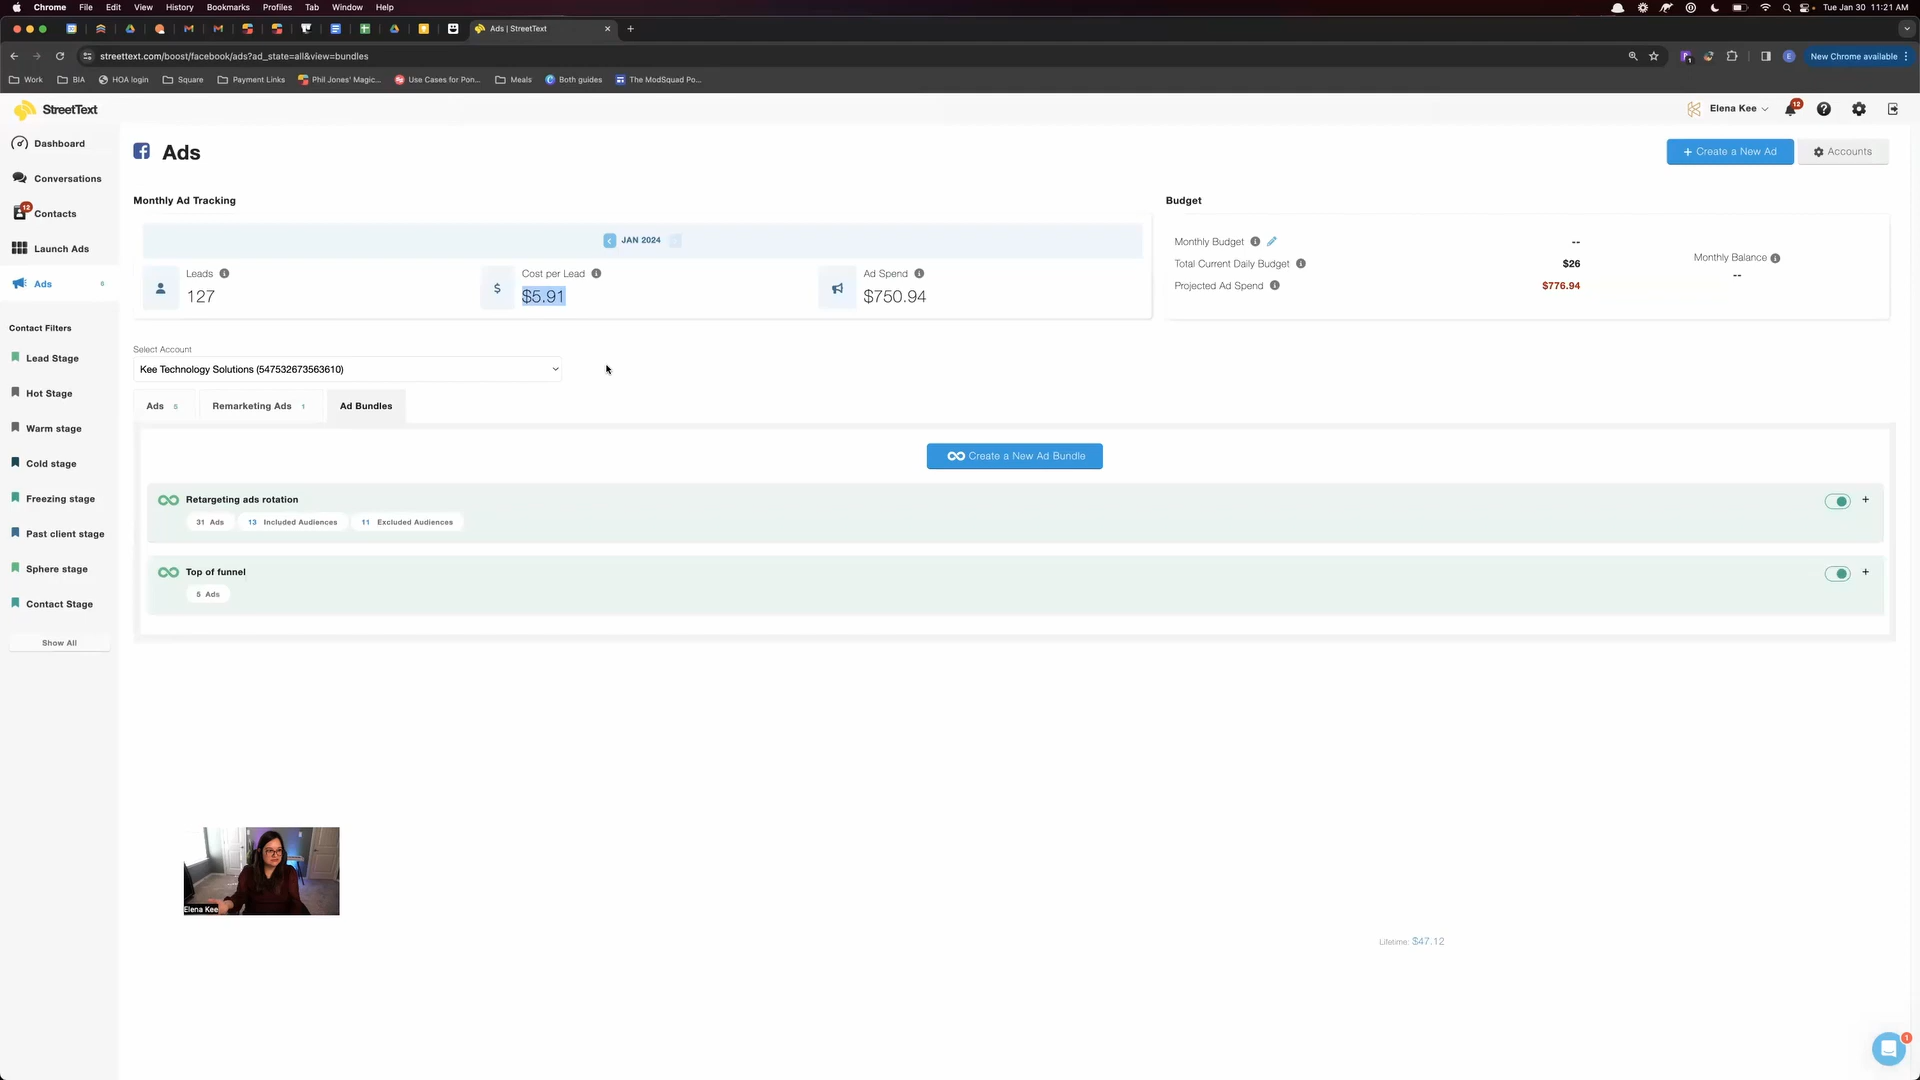 Chrome File Edit View History Bookmarks Profiles Tab Window Help
Tue Jan 30 11:21 AM
Ads | StreetText
streettext.com/boost/facebook/ads?ad_state=all&view=bundles
New Chrome available
Work BIA HOA login Square Payment Links Phil Jones' Magic... Use Cases for Pon... Meals Both guides The ModSquad Po...
StreetText
Elena Kee
12
Dashboard
Conversations
12
Contacts
Launch Ads
Ads 6
Contact Filters
Lead Stage
Hot Stage
Warm stage
Cold stage
Freezing stage
Past client stage
Sphere stage
Contact Stage
Show All
Ads
+ Create a New Ad
Accounts
Monthly Ad Tracking
JAN 2024
Leads
127
Cost per Lead
$5.91
Ad Spend
$750.94
Budget
Monthly Budget --
Total Current Daily Budget $26
Projected Ad Spend $776.94
Monthly Balance
--
Select Account
Kee Technology Solutions (547532673563610)
Ads 5 Remarketing Ads 1 Ad Bundles
Create a New Ad Bundle
Retargeting ads rotation
31 Ads 13 Included Audiences 11 Excluded Audiences
Top of funnel
5 Ads
Elena Kee
Lifetime: $47.12
1